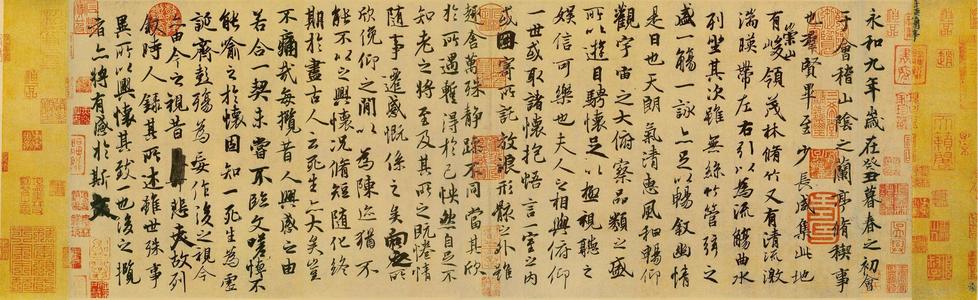 永和九年歲在癸丑暮春之初會
于會稽山陰之蘭亭脩稧事
也羣賢畢至少長咸集此地
有崇山峻領茂林脩竹又有清流激
湍暎帶左右引以為流觴曲水
列坐其次雖無絲竹管弦之
盛一觴一詠亦足以暢叙幽情
是日也天朗氣清惠風和暢仰
觀宇宙之大俯察品類之盛
所以遊目騁懷足以極視聽之
娛信可樂也夫人之相與俯仰
一世或取諸懷抱悟言一室之內
或因寄所託放浪形骸之外雖
趣舍萬殊靜躁不同當其欣
於所遇暫得於己怏然自足不
知老之將至及其所之既惓情
隨事遷感慨係之矣向之所
欣俛仰之閒以為陳迹猶不
能不以之興懷況脩短隨化終
期於盡古人云死生亦大矣豈
不痛哉每攬昔人興感之由
若合一契未嘗不臨文嗟悼不
能喻之於懷固知一死生為虛
誕齊彭殤為妄作後之視今
亦由今之視昔悲夫故列
叙時人錄其所述雖世殊事
異所以興懷其致一也後之攬
者亦將有感於斯文